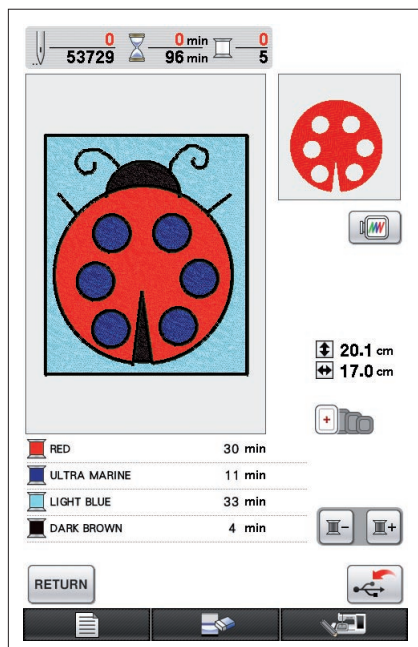 0 0 min 0
53729 96 min 5
20.1 cm
17.0 cm
RED 30 min
ULTRA MARINE 11 min
LIGHT BLUE 33 min
DARK BROWN 4 min
- +
RETURN